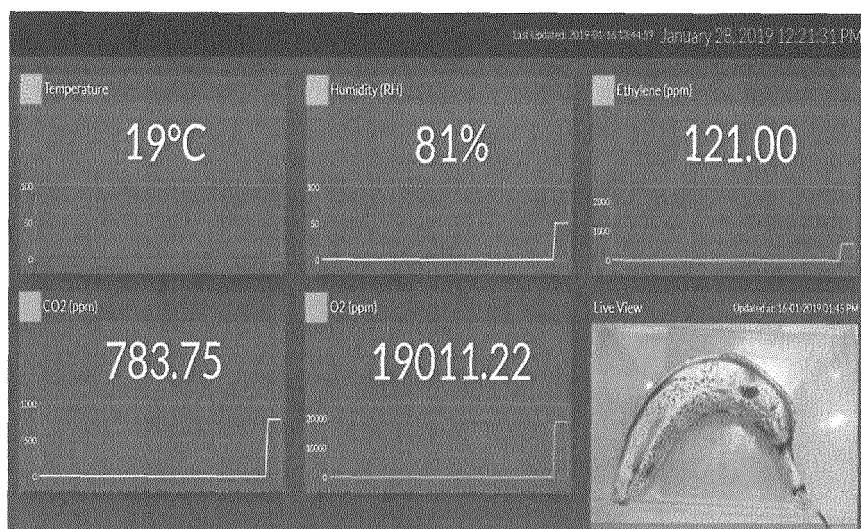 Last Updated: 2019-01-16 13:44:59 January 28, 2019 12:21:31 PM
Temperature
19°C
100
50
0
Humidity (RH)
81%
100
50
0
Ethylene (ppm)
121.00
2000
1000
0
CO2 (ppm)
783.75
1000
500
0
O2 (ppm)
19011.22
20000
10000
0
Live View
Updated at: 16-01-2019 01:45 PM